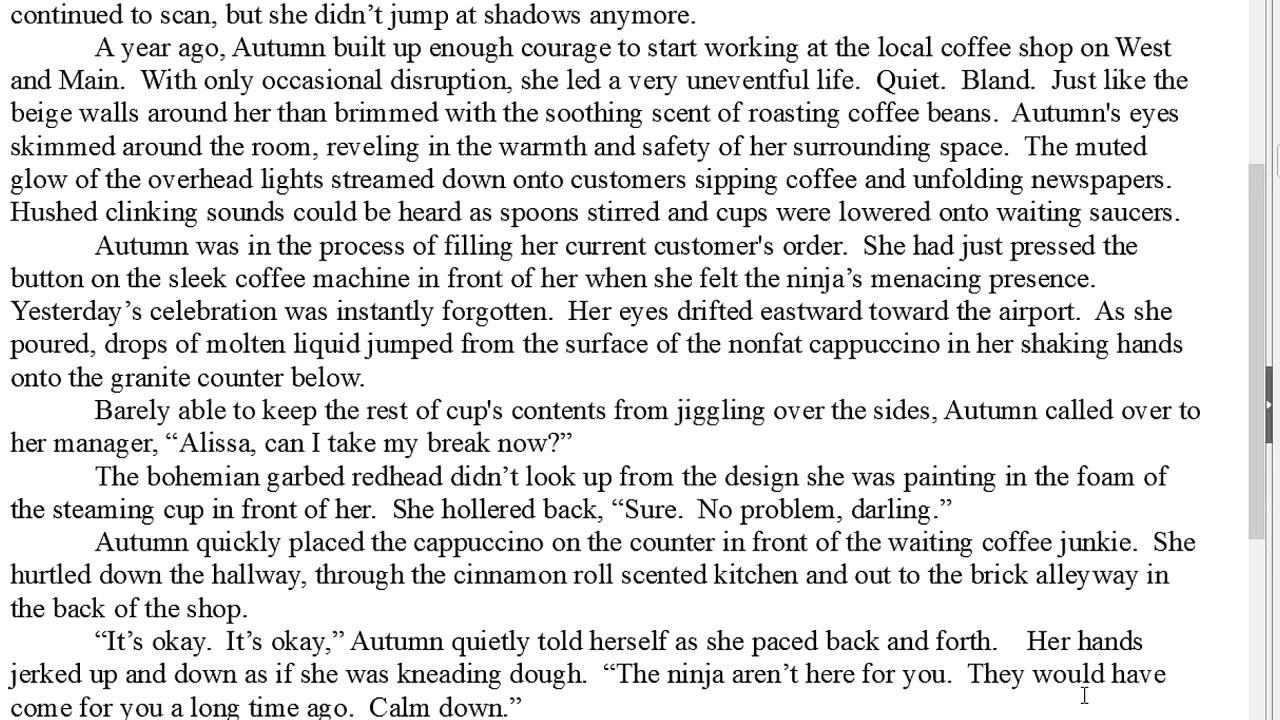 continued to scan, but she didn’t jump at shadows anymore.
A year ago, Autumn built up enough courage to start working at the local coffee shop on West
and Main.  With only occasional disruption, she led a very uneventful life.  Quiet.  Bland.  Just like the
beige walls around her than brimmed with the soothing scent of roasting coffee beans.  Autumn's eyes
skimmed around the room, reveling in the warmth and safety of her surrounding space.  The muted
glow of the overhead lights streamed down onto customers sipping coffee and unfolding newspapers.
Hushed clinking sounds could be heard as spoons stirred and cups were lowered onto waiting saucers.
Autumn was in the process of filling her current customer's order.  She had just pressed the
button on the sleek coffee machine in front of her when she felt the ninja’s menacing presence.
Yesterday’s celebration was instantly forgotten.  Her eyes drifted eastward toward the airport.  As she
poured, drops of molten liquid jumped from the surface of the nonfat cappuccino in her shaking hands
onto the granite counter below.
Barely able to keep the rest of cup's contents from jiggling over the sides, Autumn called over to
her manager, “Alissa, can I take my break now?”
The bohemian garbed redhead didn’t look up from the design she was painting in the foam of
the steaming cup in front of her.  She hollered back, “Sure.  No problem, darling.”
Autumn quickly placed the cappuccino on the counter in front of the waiting coffee junkie.  She
hurtled down the hallway, through the cinnamon roll scented kitchen and out to the brick alleyway in
the back of the shop.
“It’s okay.  It’s okay,” Autumn quietly told herself as she paced back and forth.    Her hands
jerked up and down as if she was kneading dough.  “The ninja aren’t here for you.  They would have
come for you a long time ago.  Calm down.”